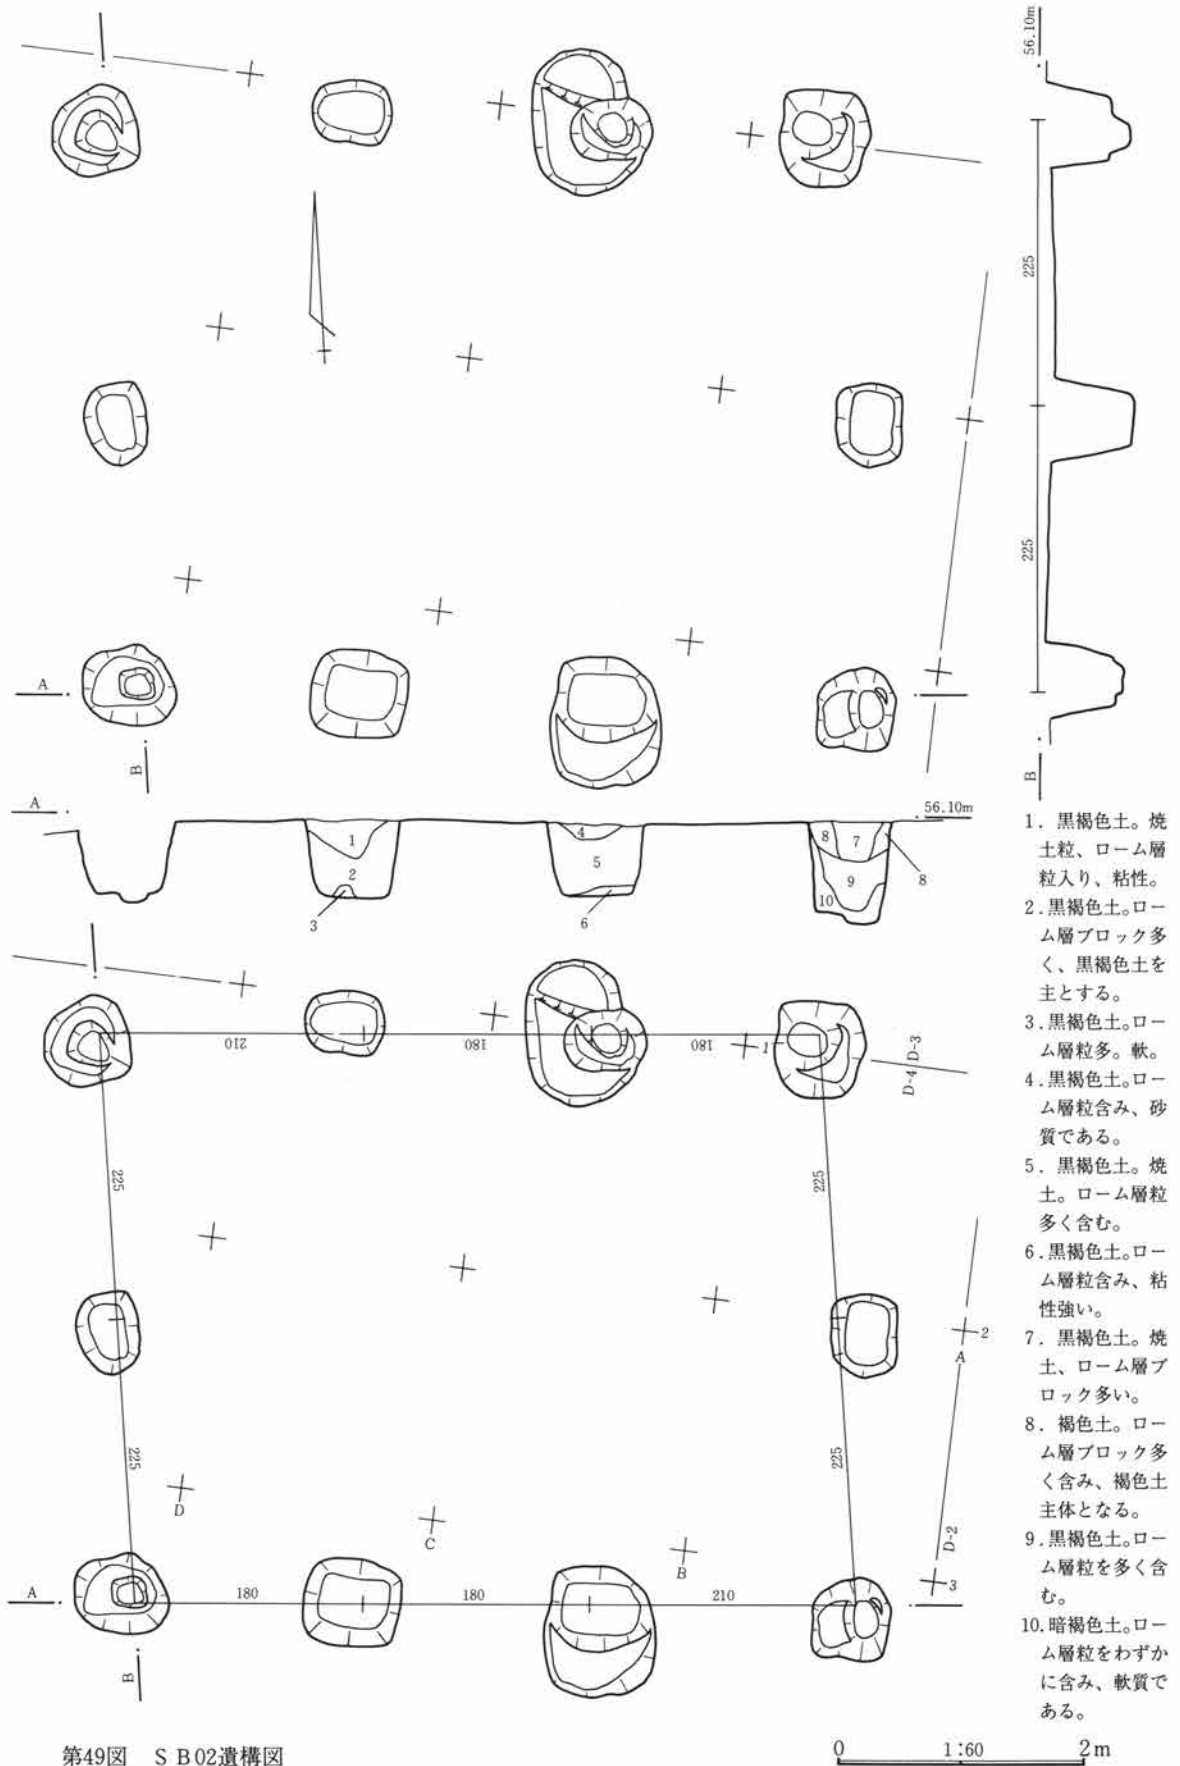 56.10m
225
225
A
B
B
A
56.10m
1
2
3
4
5
6
7
8
8
9
10
210
180
180
1
D-3
D-4
225
225
225
225
2
A
D
C
B
D-2
3
A
180
180
210
B
1. 黒褐色土。焼
土粒、ローム層
粒入り、粘性。
2. 黒褐色土。ロー
ム層ブロック多
く、黒褐色土を
主とする。
3. 黒褐色土。ロー
ム層粒多。軟。
4. 黒褐色土。ロー
ム層粒含み、砂
質である。
5. 黒褐色土。焼
土。ローム層粒
多く含む。
6. 黒褐色土。ロー
ム層粒含み、粘
性強い。
7. 黒褐色土。焼
土、ローム層ブ
ロック多い。
8. 褐色土。ロー
ム層ブロック多
く含み、褐色土
主体となる。
9. 黒褐色土。ロー
ム層粒を多く含
む。
10. 暗褐色土。ロー
ム層粒をわずか
に含み、軟質で
ある。
第49図 SB02遺構図
0 1:60 2m